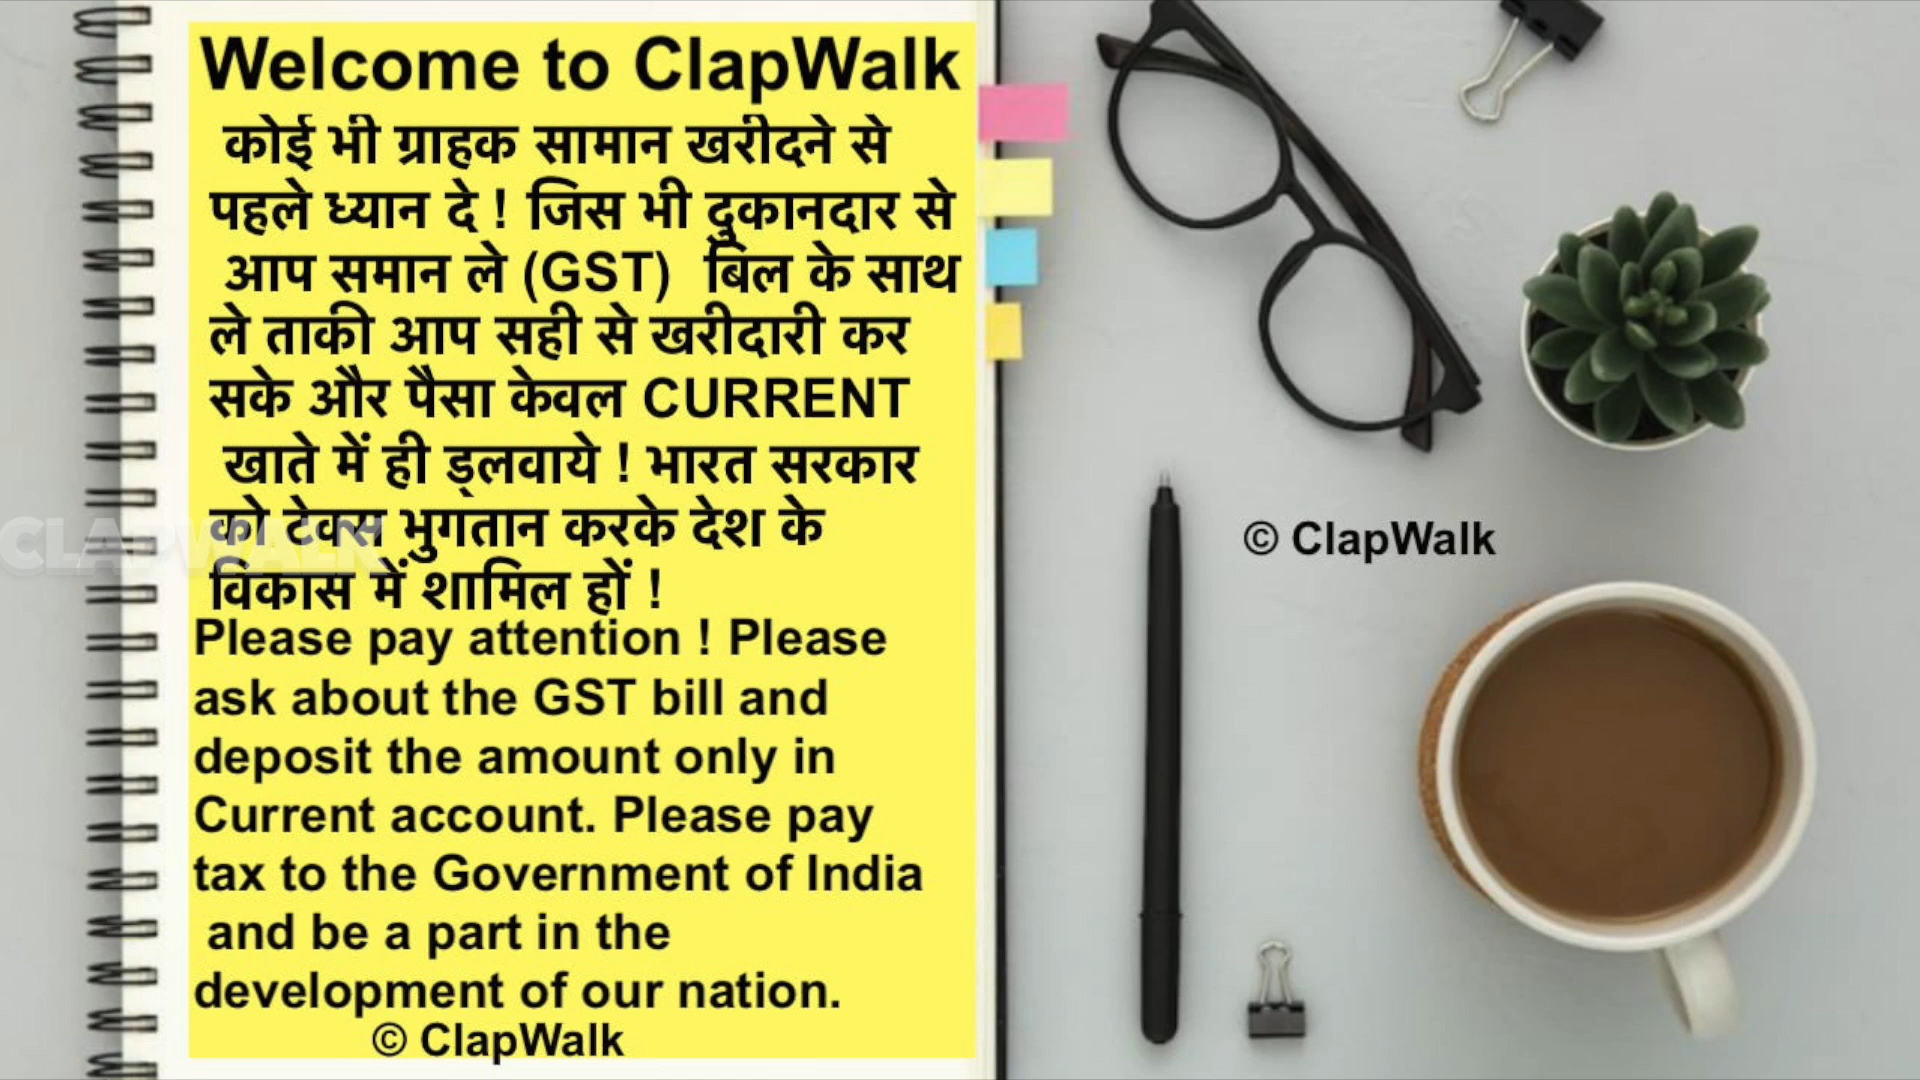 Welcome to ClapWalk
कोई भी ग्राहक सामान खरीदने से
पहले ध्यान दे ! जिस भी दुकानदार से
आप समान ले (GST) बिल के साथ
ले ताकी आप सही से खरीदारी कर
सके और पैसा केवल CURRENT
खाते में ही ड़लवाये ! भारत सरकार
को टेक्स भुगतान करके देश के
विकास में शामिल हों !
Please pay attention ! Please
ask about the GST bill and
deposit the amount only in
Current account. Please pay
tax to the Government of India
and be a part in the
development of our nation.
© ClapWalk
© ClapWalk
CLAPWALK